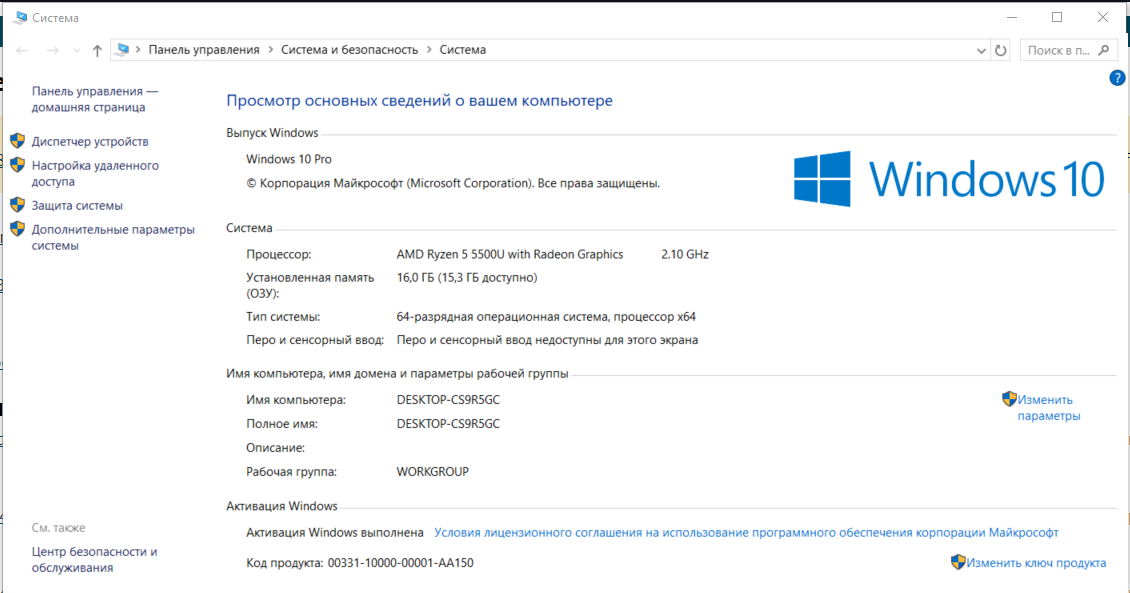 Система
Панель управления > Система и безопасность > Система
Поиск в п...
?
Панель управления —
домашняя страница
Диспетчер устройств
Настройка удаленного
доступа
Защита системы
Дополнительные параметры
системы
Просмотр основных сведений о вашем компьютере
Выпуск Windows
Windows 10 Pro
© Корпорация Майкрософт (Microsoft Corporation). Все права защищены.
Windows 10
Система
Процессор: AMD Ryzen 5 5500U with Radeon Graphics 2.10 GHz
Установленная память 16,0 ГБ (15,3 ГБ доступно)
(ОЗУ):
Тип системы: 64-разрядная операционная система, процессор x64
Перо и сенсорный ввод: Перо и сенсорный ввод недоступны для этого экрана
Имя компьютера, имя домена и параметры рабочей группы
Имя компьютера: DESKTOP-CS9R5GC
Изменить
параметры
Полное имя: DESKTOP-CS9R5GC
Описание:
Рабочая группа: WORKGROUP
Активация Windows
Активация Windows выполнена Условия лицензионного соглашения на использование программного обеспечения корпорации Майкрософт
Код продукта: 00331-10000-00001-AA150
Изменить ключ продукта
См. также
Центр безопасности и
обслуживания